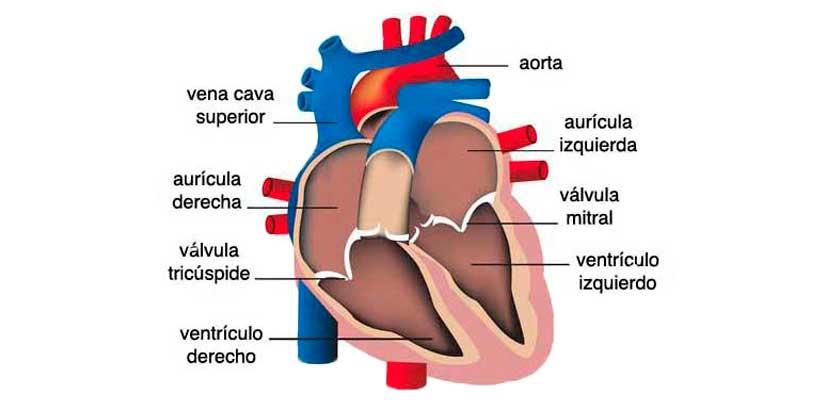 vena cava
superior
aurícula
derecha
válvula
tricúspide
ventrículo
derecho
aorta
aurícula
izquierda
válvula
mitral
ventrículo
izquierdo